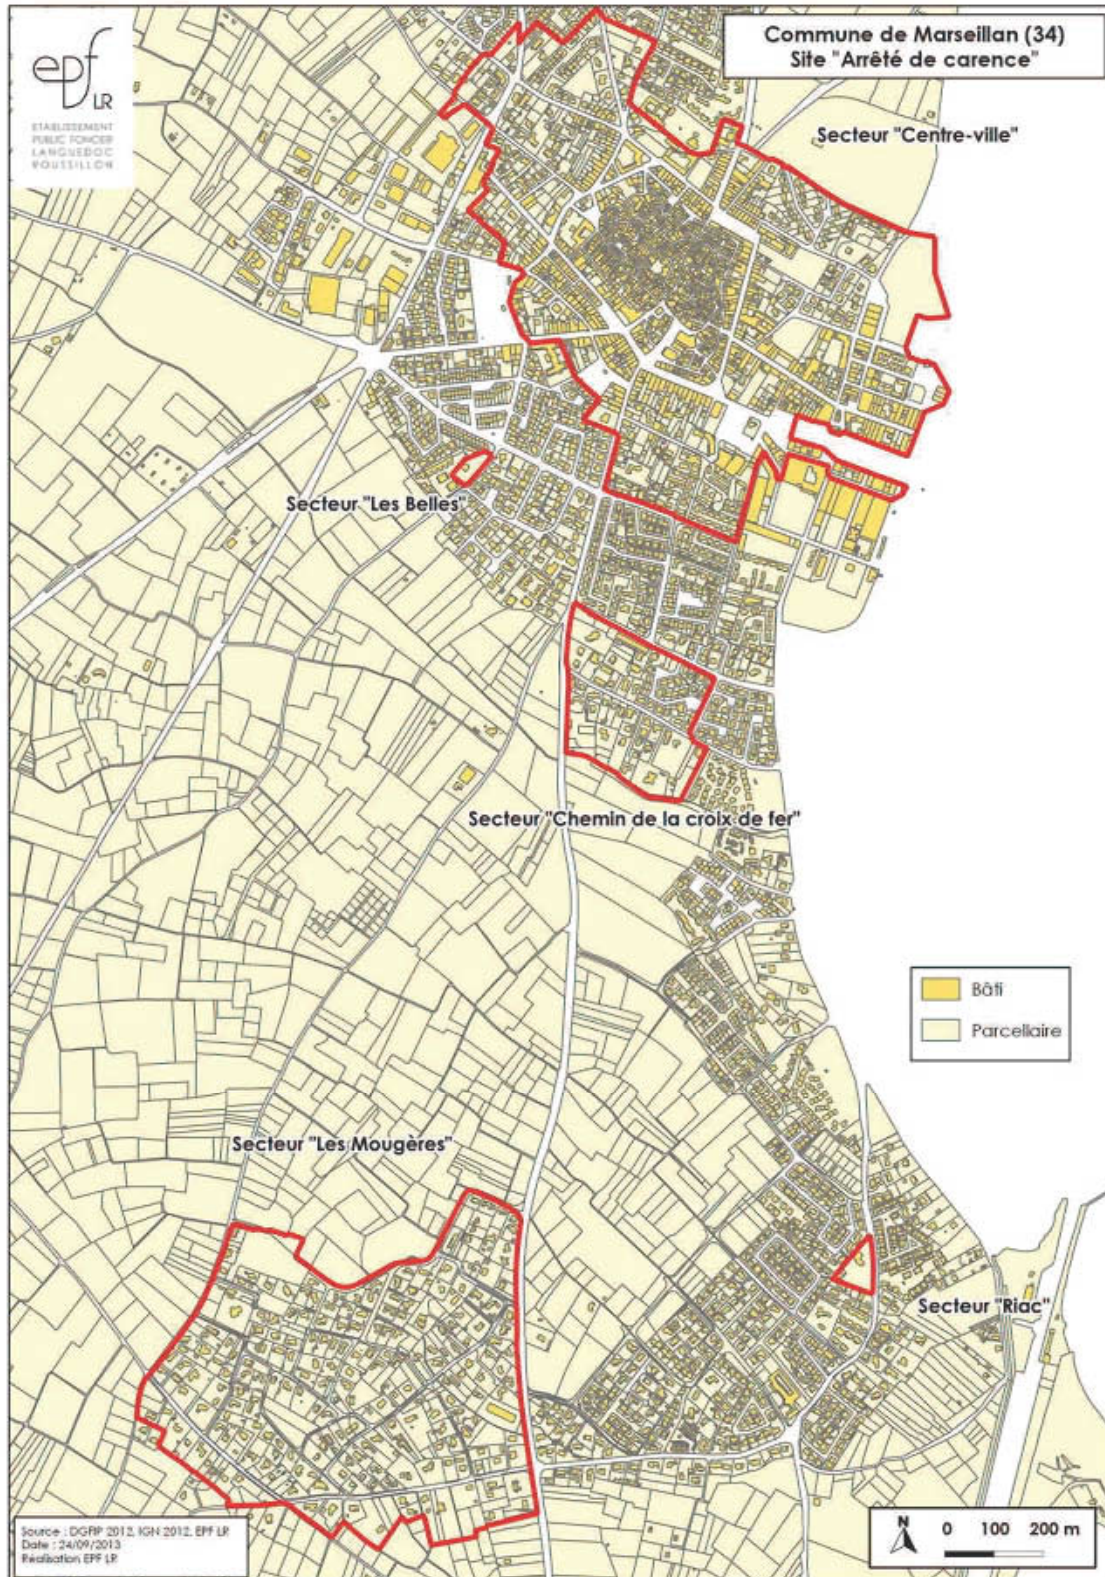 epf
LR
ETABLISSEMENT
PUBLIC FONCIER
LANGUEDOC
ROUSSILLON
Commune de Marseillan (34)
Site "Arrêté de carence"
Secteur "Centre-ville"
Secteur "Les Belles"
Secteur "Chemin de la croix de fer"
Bâti
Parcellaire
Secteur "Les Mougères"
Secteur "Riac"
Source : DGFIP 2012, IGN 2012, EPF LR
Date : 24/09/2013
Réalisation EPF LR
N
0 100 200 m